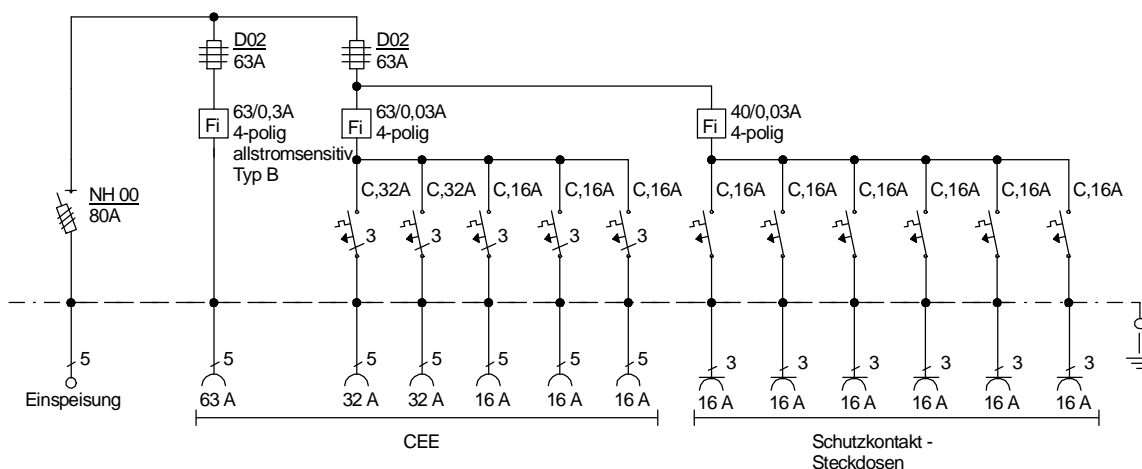 D02
63A
D02
63A
Fi
63/0,3A
4-polig
allstromsensitiv
Typ B
Fi
63/0,03A
4-polig
Fi
40/0,03A
4-polig
NH 00
80A
C,32A
C,32A
C,16A
C,16A
C,16A
C,16A
C,16A
C,16A
C,16A
C,16A
C,16A
3
3
3
3
3
5
5
5
5
5
5
5
3
3
3
3
3
3
Einspeisung
63 A
32 A
32 A
16 A
16 A
16 A
16 A
16 A
16 A
16 A
16 A
16 A
CEE
Schutzkontakt -
Steckdosen